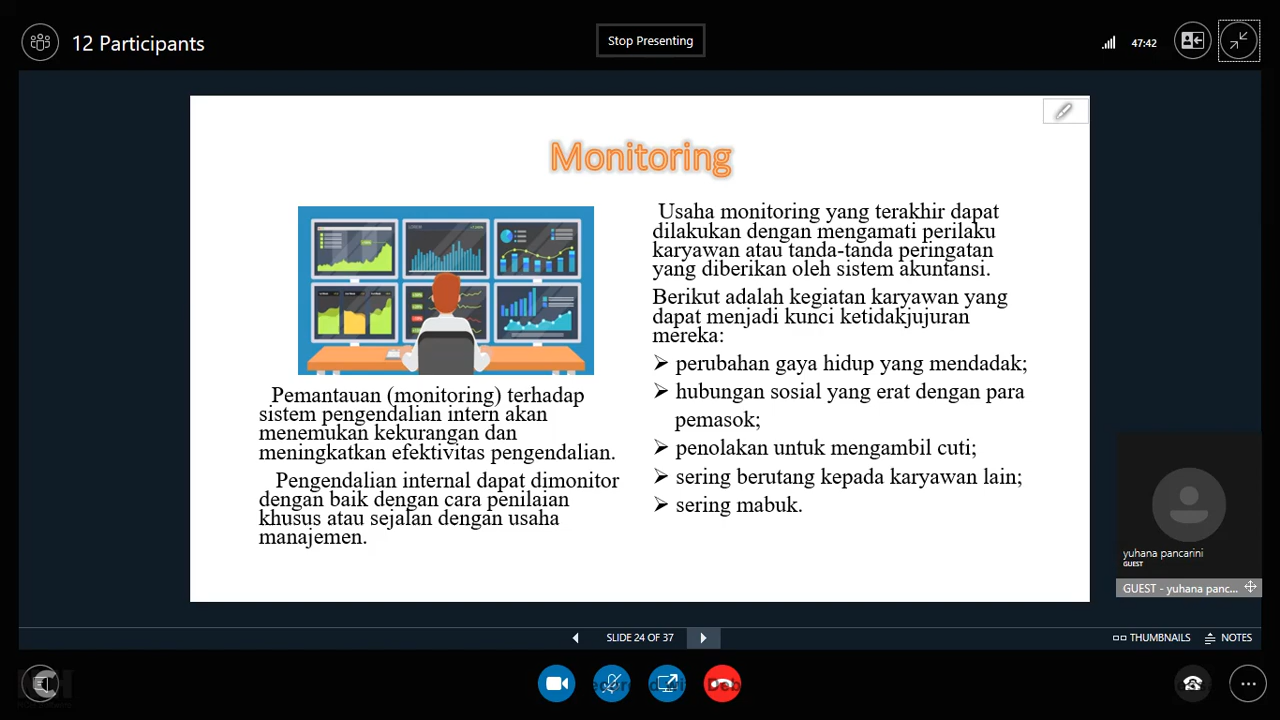 12 Participants
Stop Presenting
47:42
Monitoring
Pemantauan (monitoring) terhadap
sistem pengendalian intern akan
menemukan kekurangan dan
meningkatkan efektivitas pengendalian.
Pengendalian internal dapat dimonitor
dengan baik dengan cara penilaian
khusus atau sejalan dengan usaha
manajemen.
Usaha monitoring yang terakhir dapat
dilakukan dengan mengamati perilaku
karyawan atau tanda-tanda peringatan
yang diberikan oleh sistem akuntansi.
Berikut adalah kegiatan karyawan yang
dapat menjadi kunci ketidakjujuran
mereka:
➢ perubahan gaya hidup yang mendadak;
➢ hubungan sosial yang erat dengan para
pemasok;
➢ penolakan untuk mengambil cuti;
➢ sering berutang kepada karyawan lain;
➢ sering mabuk.
yuhana pancarini
GUEST
GUEST - yuhana panc...
SLIDE 24 OF 37
THUMBNAILS
NOTES